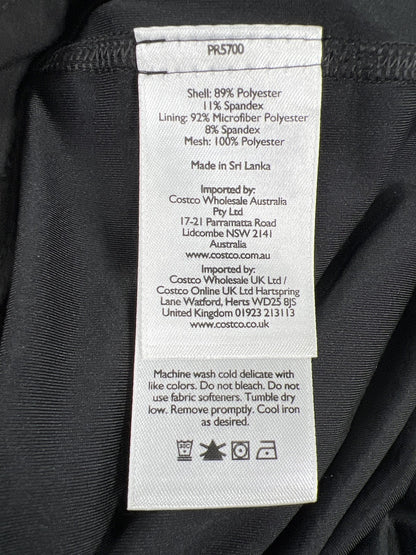 PR5700
Shell: 89% Polyester
11% Spandex
Lining: 92% Microfiber Polyester
8% Spandex
Mesh: 100% Polyester
Made in Sri Lanka
Imported by:
Costco Wholesale Australia
Pty Ltd
17-21 Parramatta Road
Lidcombe NSW 2141
Australia
www.costco.com.au
Imported by:
Costco Wholesale UK Ltd /
Costco Online UK Ltd Hartspring
Lane Watford, Herts WD25 8JS
United Kingdom 01923 213113
www.costco.co.uk
Machine wash cold delicate with
like colors. Do not bleach. Do not
use fabric softeners. Tumble dry
low. Remove promptly. Cool iron
as desired.